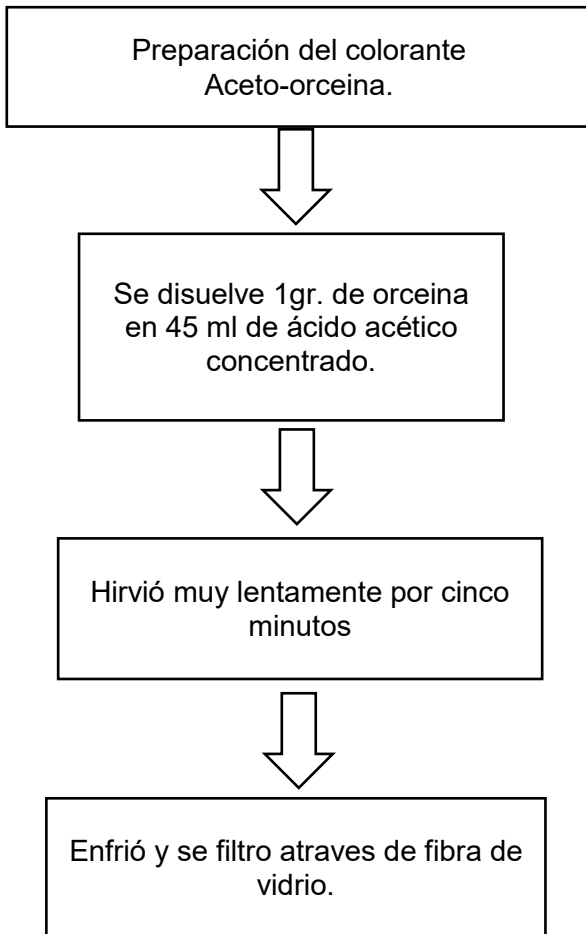 Preparación del colorante
Aceto-orceina.
Se disuelve 1gr. de orceina
en 45 ml de ácido acético
concentrado.
Hirvió muy lentamente por cinco
minutos
Enfrió y se filtro atraves de fibra de
vidrio.